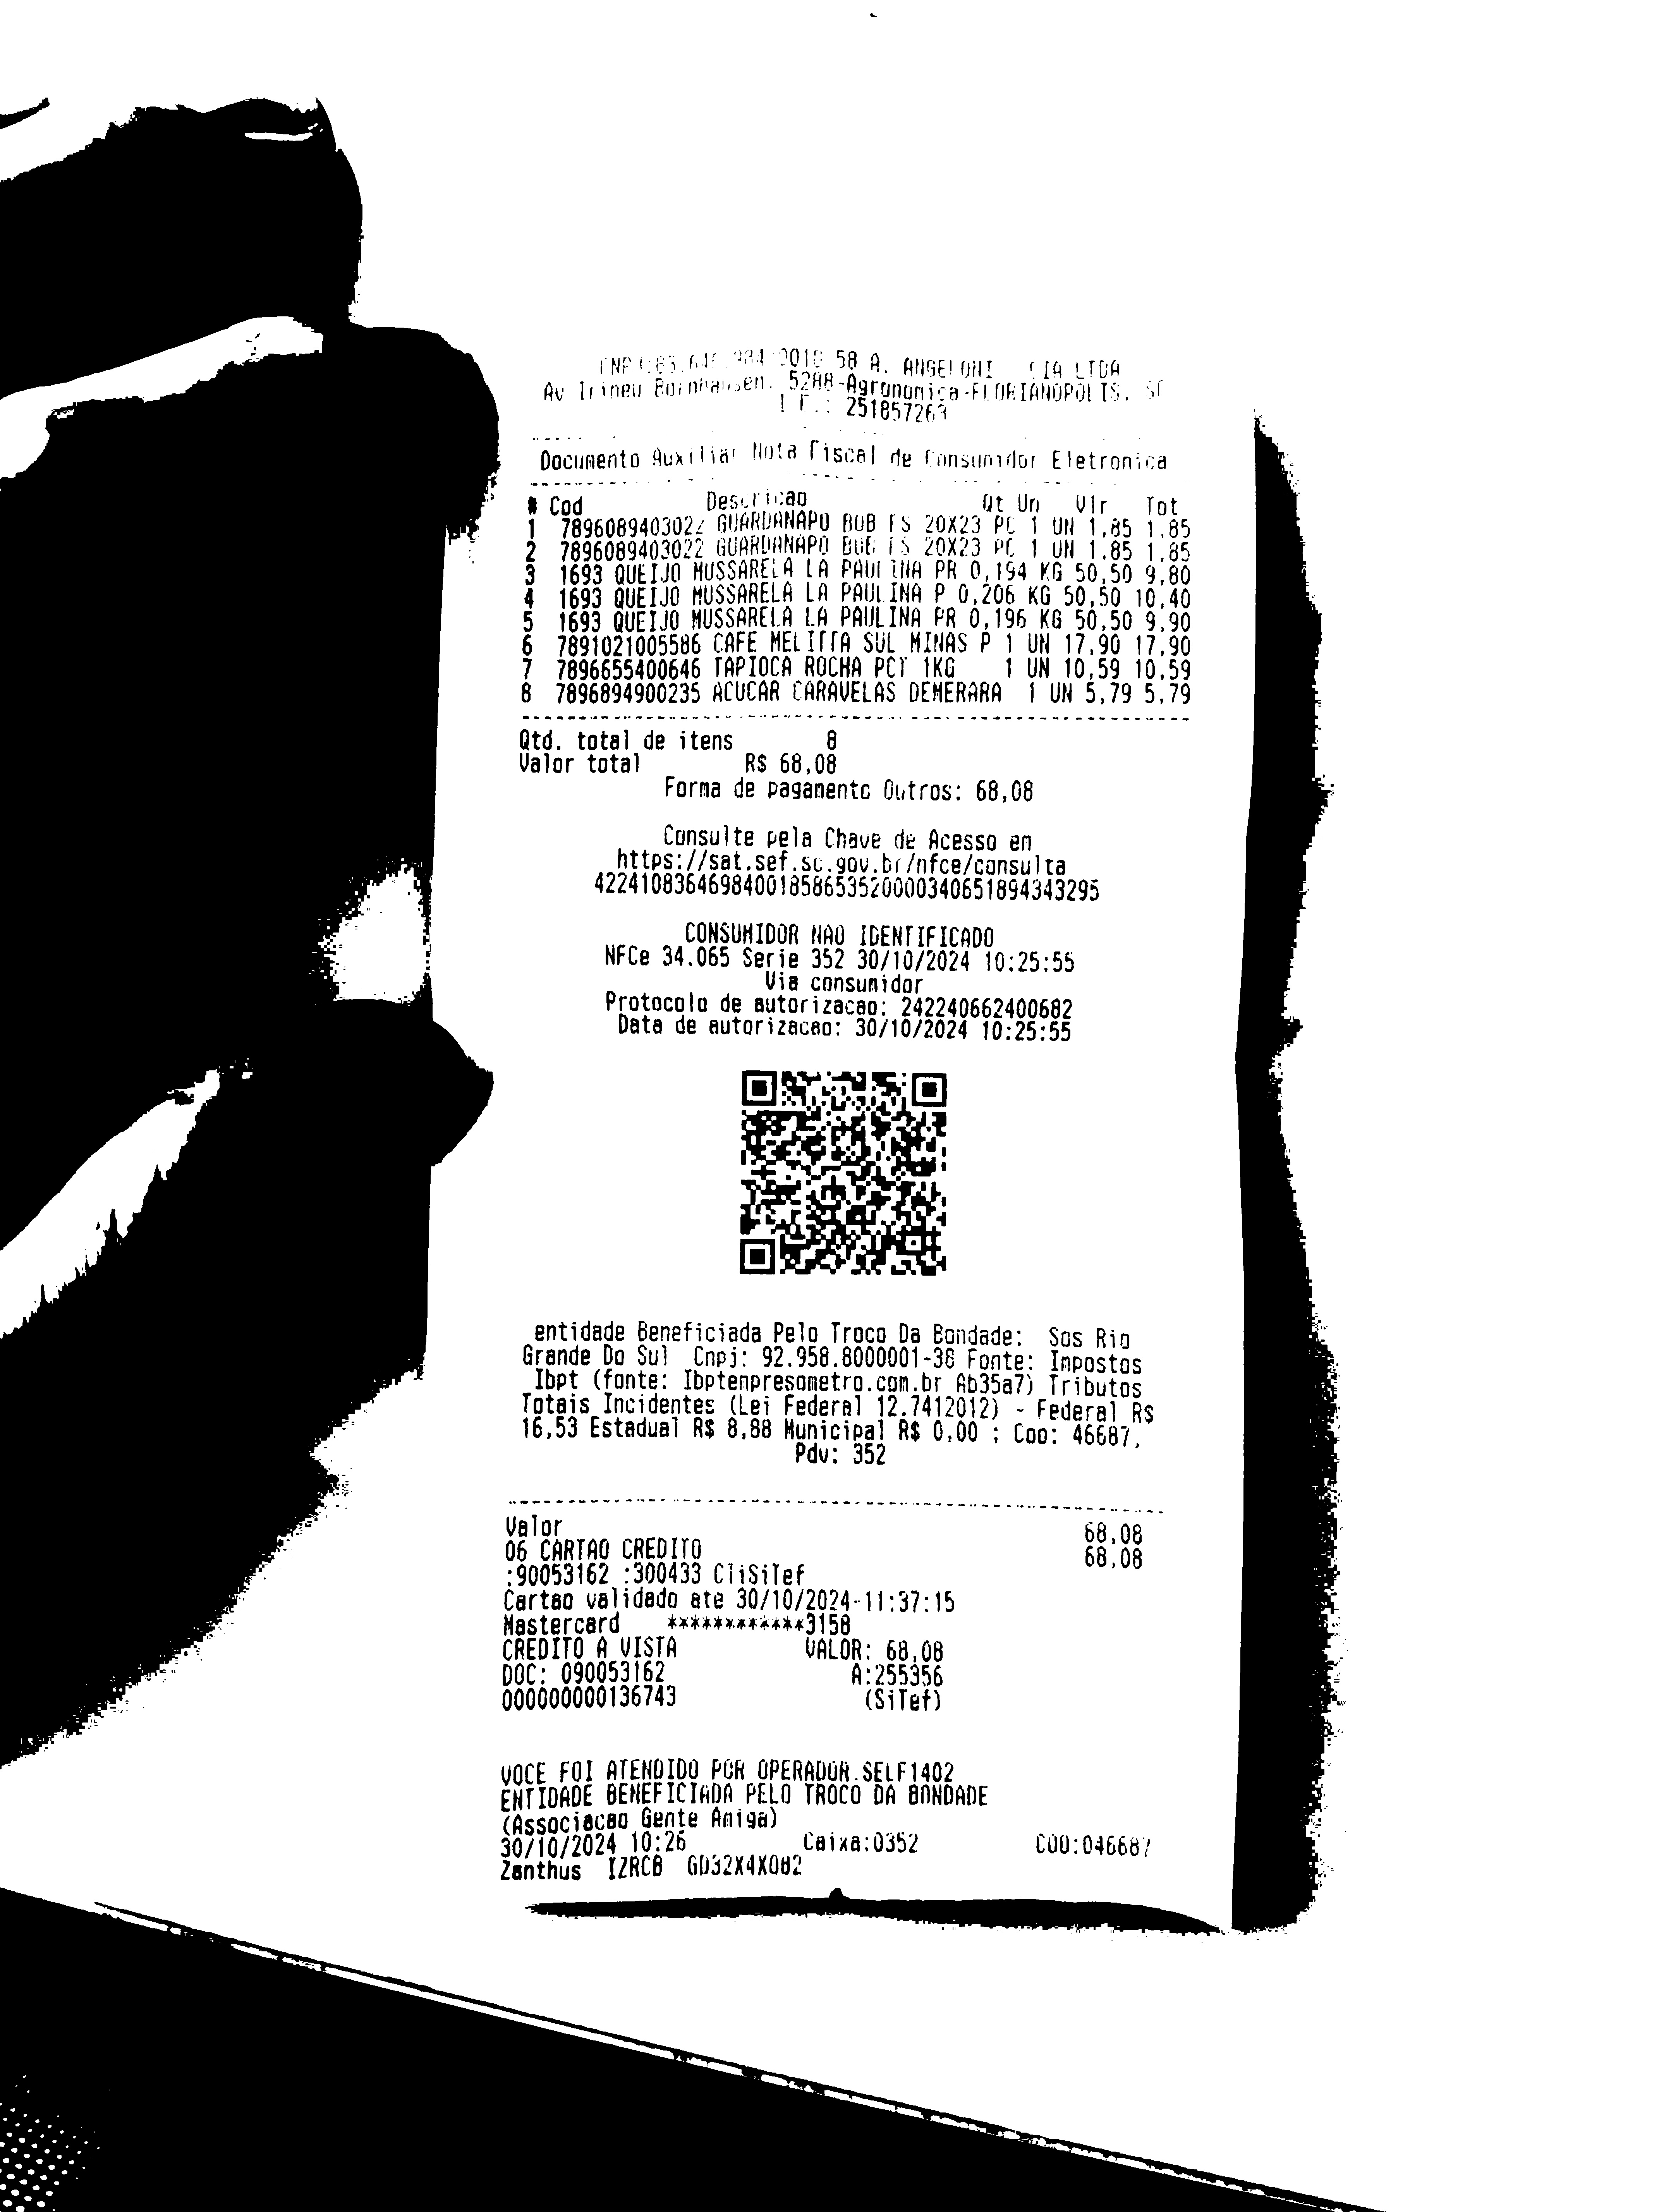 58 A. ANGELONI CIA LTDA
Av Irineu Bornhausen, 5288-Agronomica-FLORIANOPOLIS, SC
251857263
Documento Auxiliar Nota Fiscal de Consumidor Eletronica
# Cod Descricao Qt Un Vlr Tot
1 7896089403022 GUARDANAPO BOB FS 20X23 PC 1 UN 1,85 1,85
2 7896089403022 GUARDANAPO BOB FS 20X23 PC 1 UN 1,85 1,85
3 1693 QUEIJO MUSSARELA LA PAULINA PR 0,194 KG 50,50 9,80
4 1693 QUEIJO MUSSARELA LA PAULINA P 0,206 KG 50,50 10,40
5 1693 QUEIJO MUSSARELA LA PAULINA PR 0,196 KG 50,50 9,90
6 7891021005586 CAFE MELITTA SUL MINAS P 1 UN 17,90 17,90
7 7896655400646 TAPIOCA ROCHA PCT 1KG 1 UN 10,59 10,59
8 7896894900235 ACUCAR CARAVELAS DEMERARA 1 UN 5,79 5,79
Qtd. total de itens 8
Valor total R$ 68,08
Forma de pagamento Outros: 68,08
Consulte pela Chave de Acesso em
https://sat.sef.sc.gov.br/nfce/consulta
42241083646984001858653520000340651894343295
CONSUMIDOR NAO IDENTIFICADO
NFCe 34.065 Serie 352 30/10/2024 10:25:55
Via consumidor
Protocolo de autorizacao: 242240662400682
Data de autorizacao: 30/10/2024 10:25:55
entidade Beneficiada Pelo Troco Da Bondade: Sos Rio
Grande Do Sul Cnpj: 92.958.8000001-38 Fonte: Impostos
Ibpt (fonte: Ibptempresometro.com.br Ab35a7) Tributos
Totais Incidentes (Lei Federal 12.7412012) - Federal R$
16,53 Estadual R$ 8,88 Municipal R$ 0,00 ; Coo: 46687,
Pdv: 352
Valor 68,08
06 CARTAO CREDITO 68,08
:90053162 :300433 CliSiTef
Cartao validado ate 30/10/2024-11:37:15
Mastercard ************3158
CREDITO A VISTA VALOR: 68,08
DOC: 090053162 A:255356
000000000136743 (SiTef)
VOCE FOI ATENDIDO POR OPERADOR.SELF1402
ENTIDADE BENEFICIADA PELO TROCO DA BONDADE
(Associacao Gente Amiga)
30/10/2024 10:26 Caixa:0352 COO:046687
Zanthus IZRCB GD32X4X082